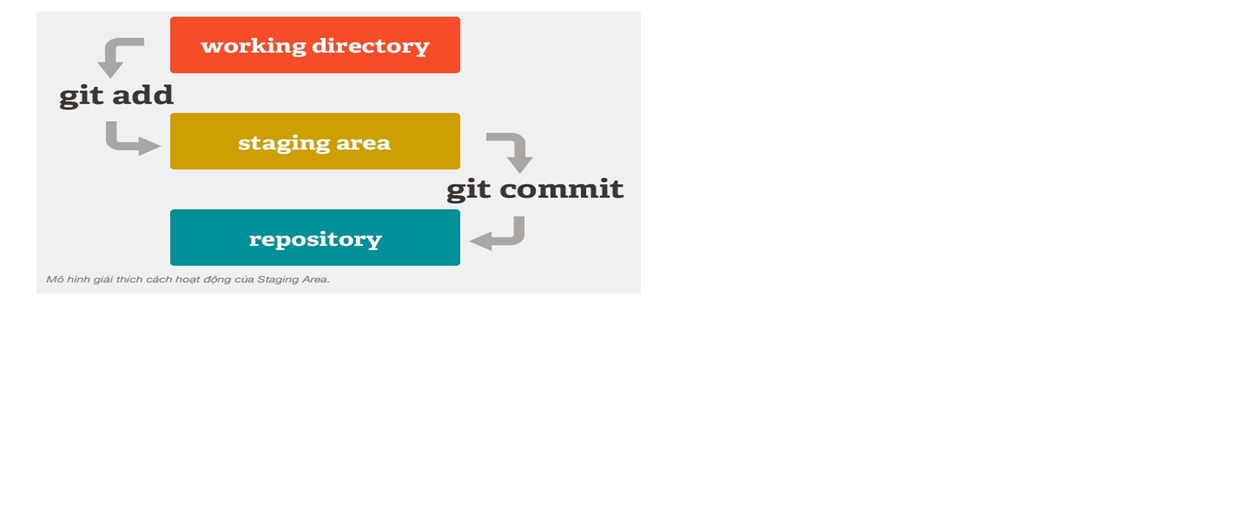 working directory
git add
staging area
git commit
repository
Mô hình giải thích cách hoạt động của Staging Area.